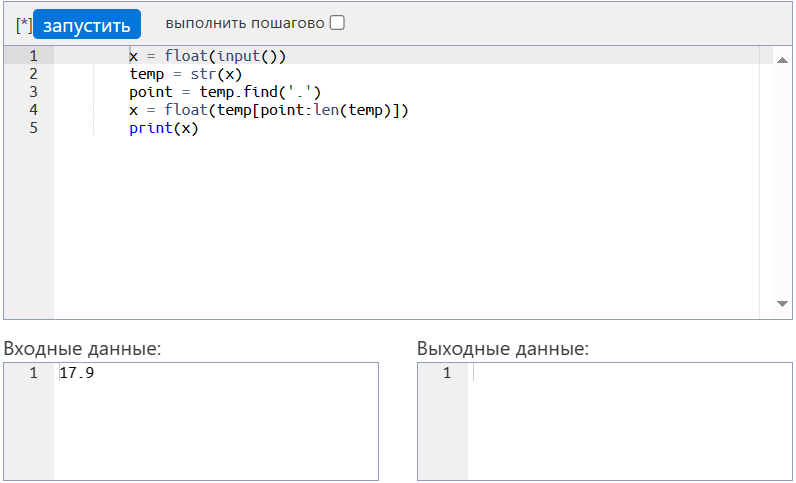 [*] запустить выполнить пошагово
1 x = float(input())
2 temp = str(x)
3 point = temp.find('.')
4 x = float(temp[point:len(temp)])
5 print(x)
Входные данные: Выходные данные:
1 17.9 1